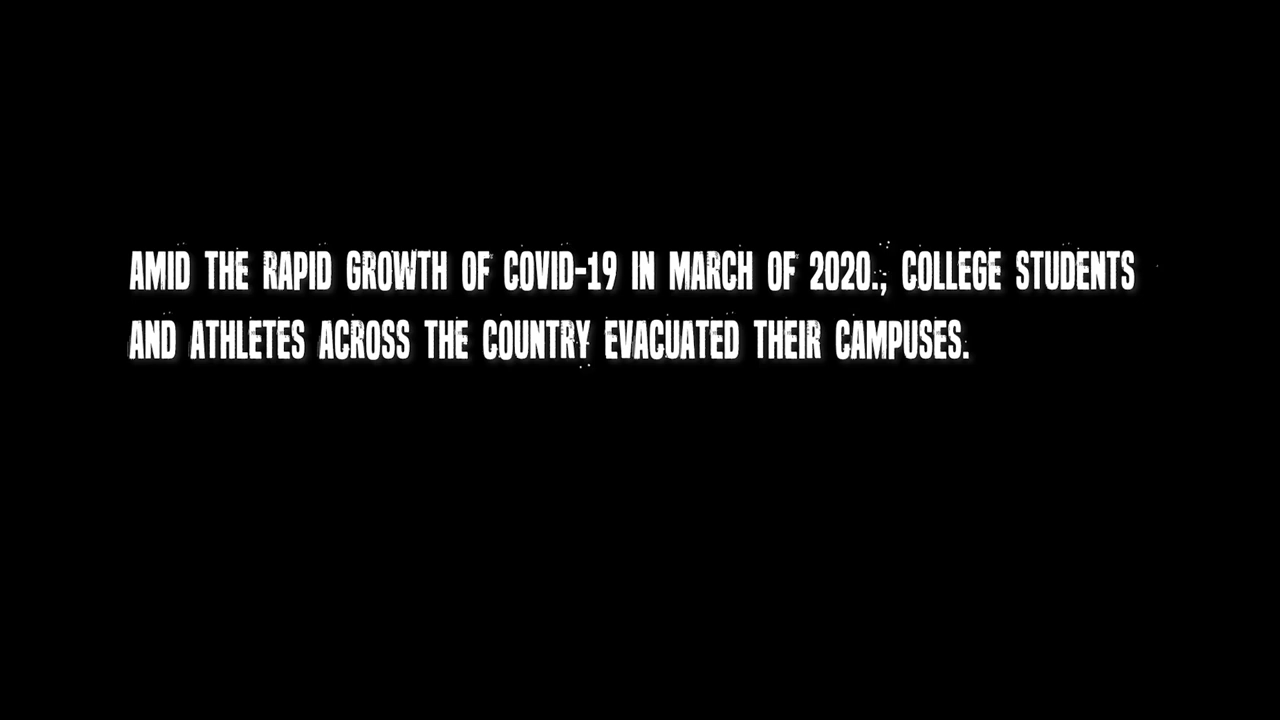 AMID THE RAPID GROWTH OF COVID-19 IN MARCH OF 2020., COLLEGE STUDENTS
AND ATHLETES ACROSS THE COUNTRY EVACUATED THEIR CAMPUSES.